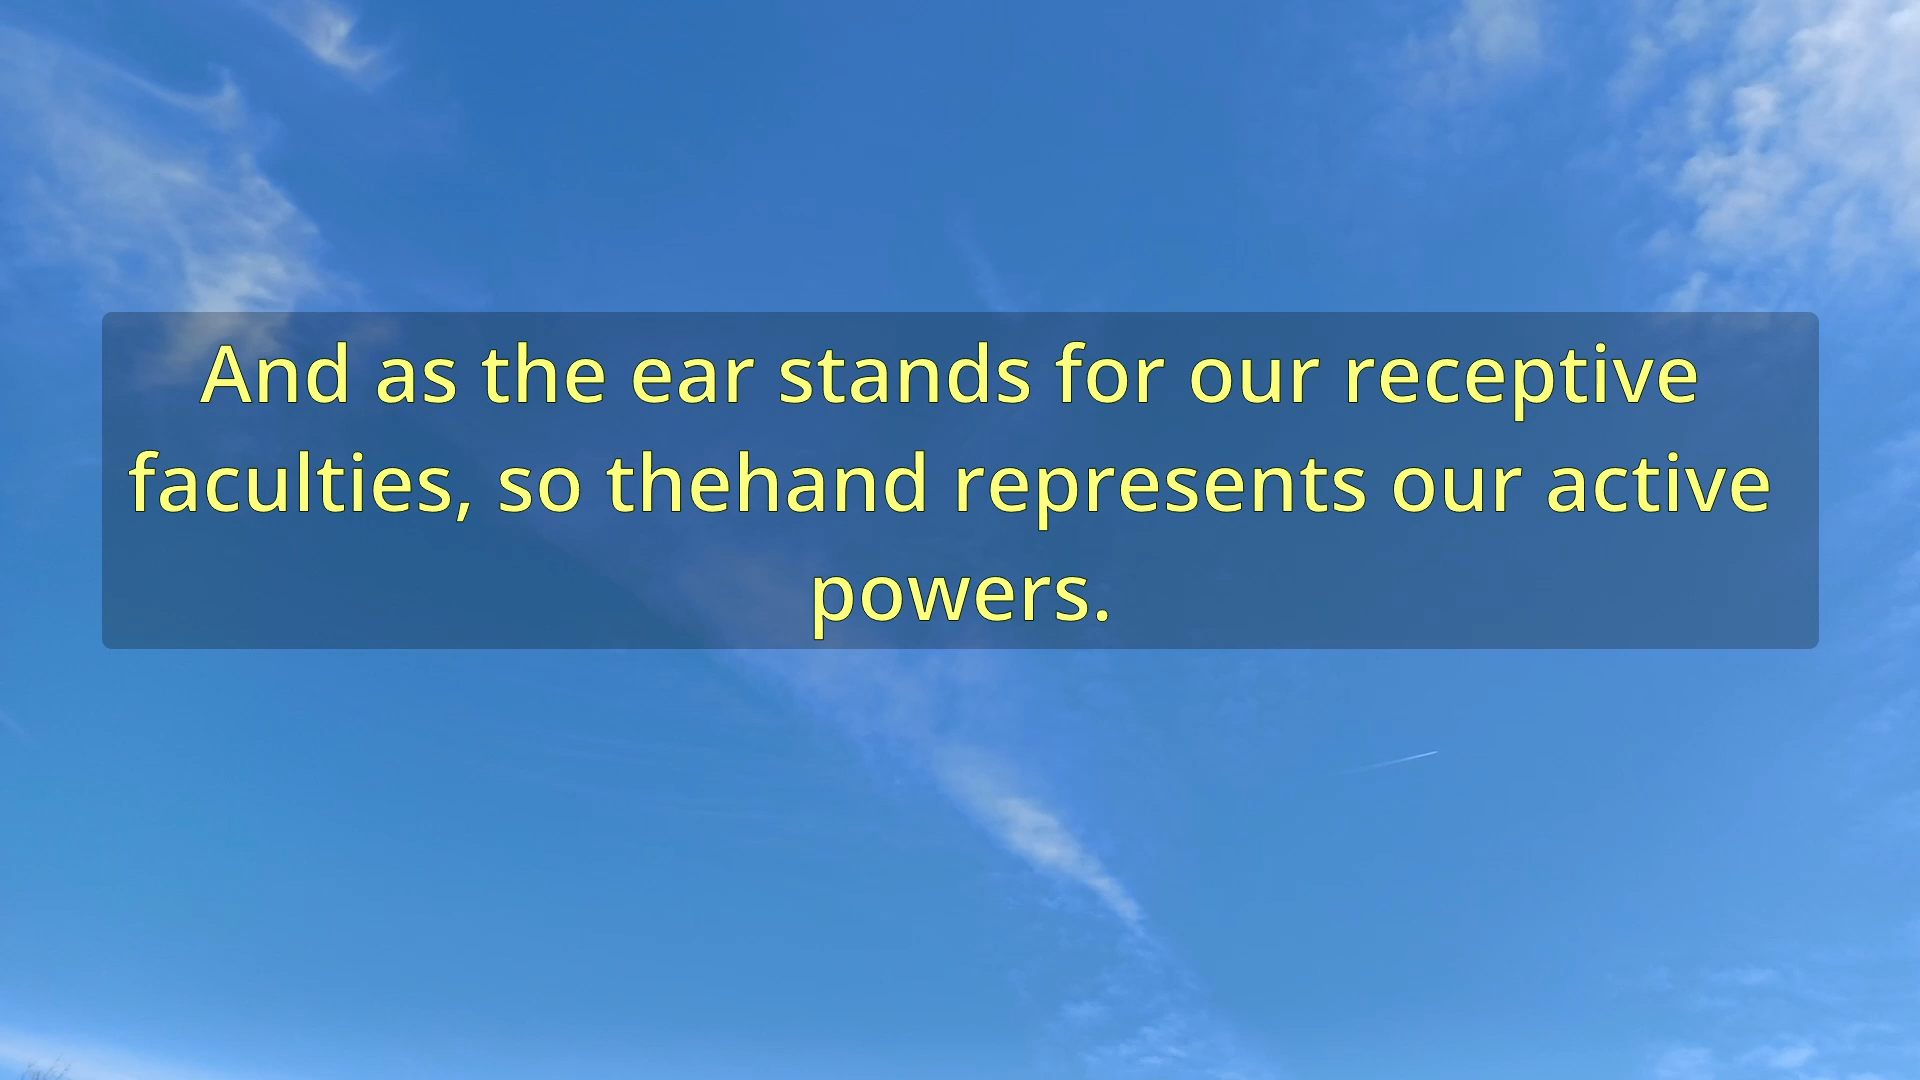 And as the ear stands for our receptive
faculties, so thehand represents our active
powers.